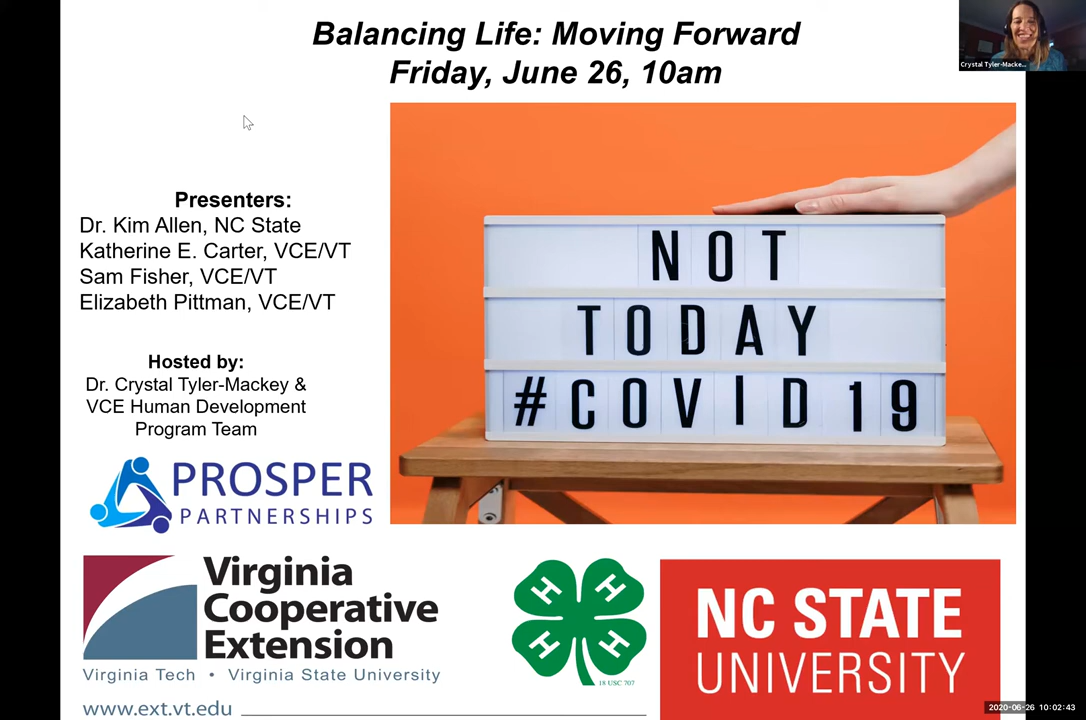 Balancing Life: Moving Forward
Friday, June 26, 10am
Crystal Tyler-Macke...
Presenters:
Dr. Kim Allen, NC State
Katherine E. Carter, VCE/VT
Sam Fisher, VCE/VT
Elizabeth Pittman, VCE/VT
Hosted by:
Dr. Crystal Tyler-Mackey &
VCE Human Development
Program Team
NOT
TODAY
#COVID19
PROSPER
PARTNERSHIPS
Virginia
Cooperative
Extension
Virginia Tech • Virginia State University
www.ext.vt.edu
H H
H H
18 USC 707
NC STATE
UNIVERSITY
2020-06-26 10:02:43